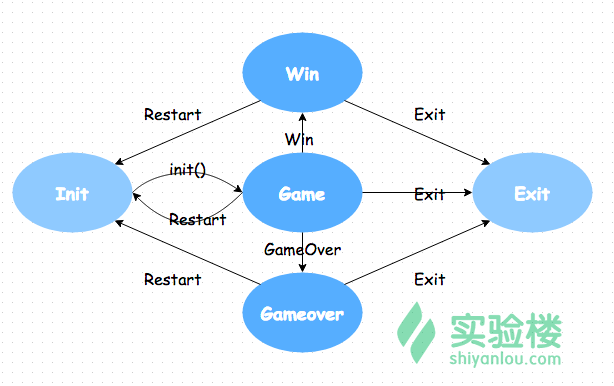 Win
Restart
Exit
Win
init()
Init
Game
Exit
Exit
Restart
GameOver
Restart
Exit
Gameover
实验楼
shiyanlou.com